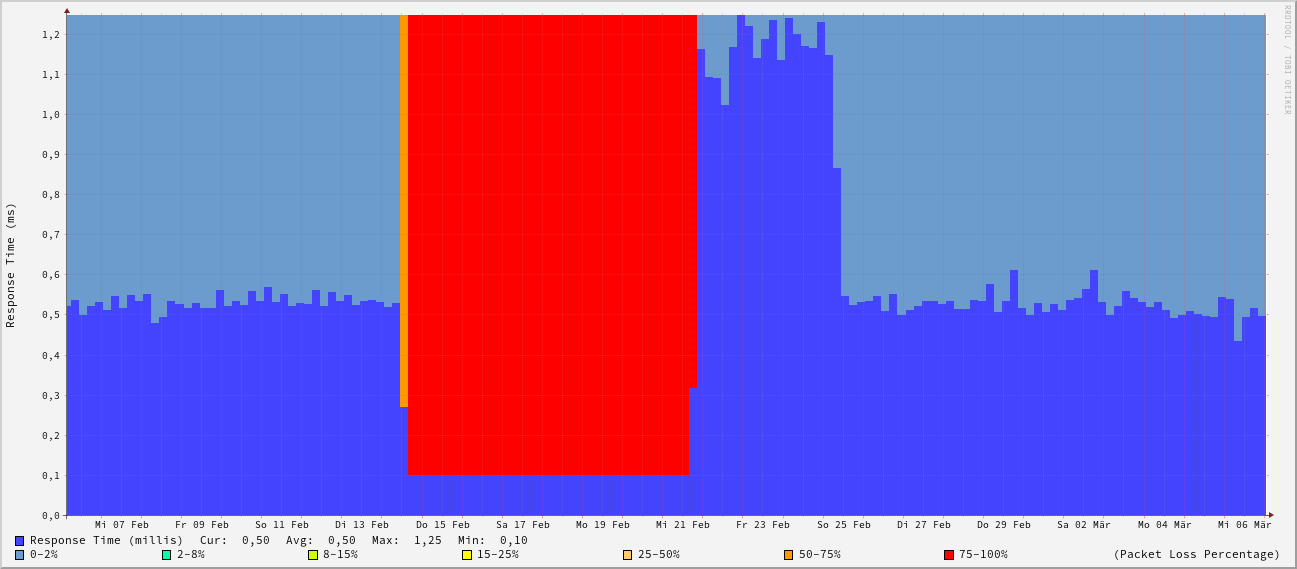 RRDTOOL / TOBI OETIKER
Response Time (ms)
1,2
1,1
1,0
0,9
0,8
0,7
0,6
0,5
0,4
0,3
0,2
0,1
0,0
Mi 07 Feb Fr 09 Feb So 11 Feb Di 13 Feb Do 15 Feb Sa 17 Feb Mo 19 Feb Mi 21 Feb Fr 23 Feb So 25 Feb Di 27 Feb Do 29 Feb Sa 02 Mär Mo 04 Mär Mi 06 Mär
Response Time (millis) Cur: 0,50 Avg: 0,50 Max: 1,25 Min: 0,10
0-2% 2-8% 8-15% 15-25% 25-50% 50-75% 75-100% (Packet Loss Percentage)